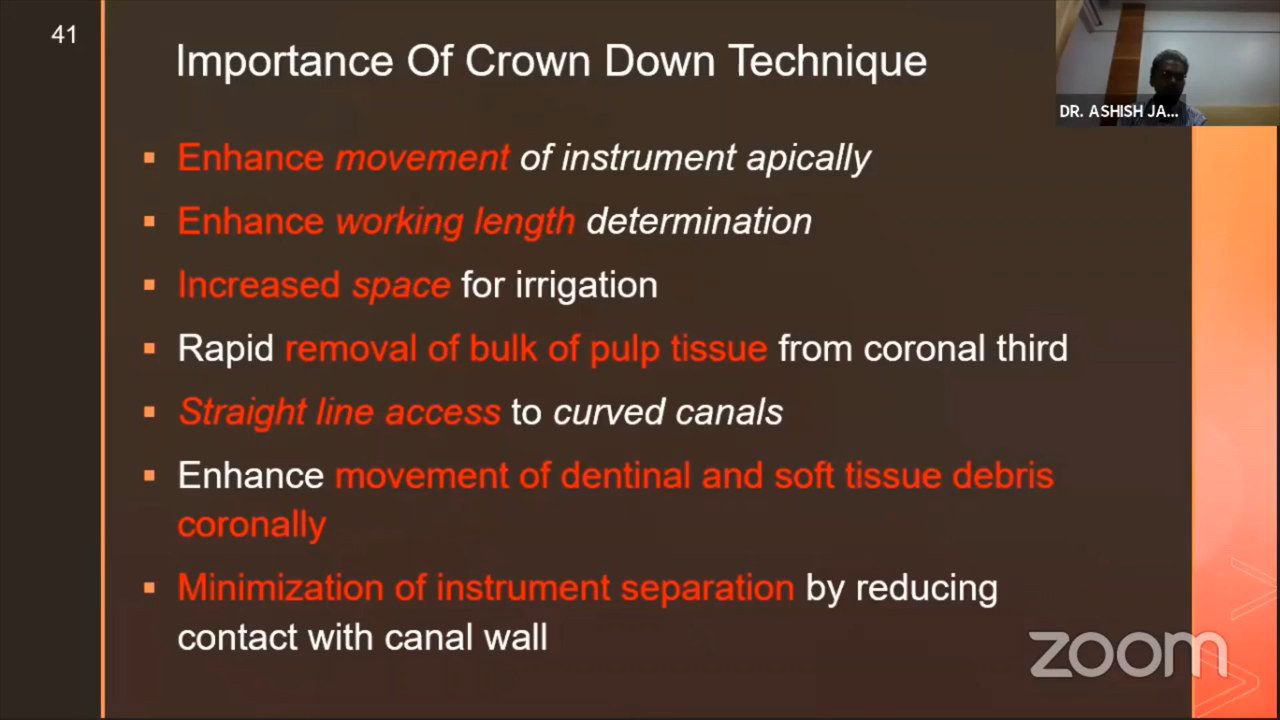 41
Importance Of Crown Down Technique
DR. ASHISH JA...
▪ Enhance movement of instrument apically
▪ Enhance working length determination
▪ Increased space for irrigation
▪ Rapid removal of bulk of pulp tissue from coronal third
▪ Straight line access to curved canals
▪ Enhance movement of dentinal and soft tissue debris
coronally
▪ Minimization of instrument separation by reducing
contact with canal wall
zoom